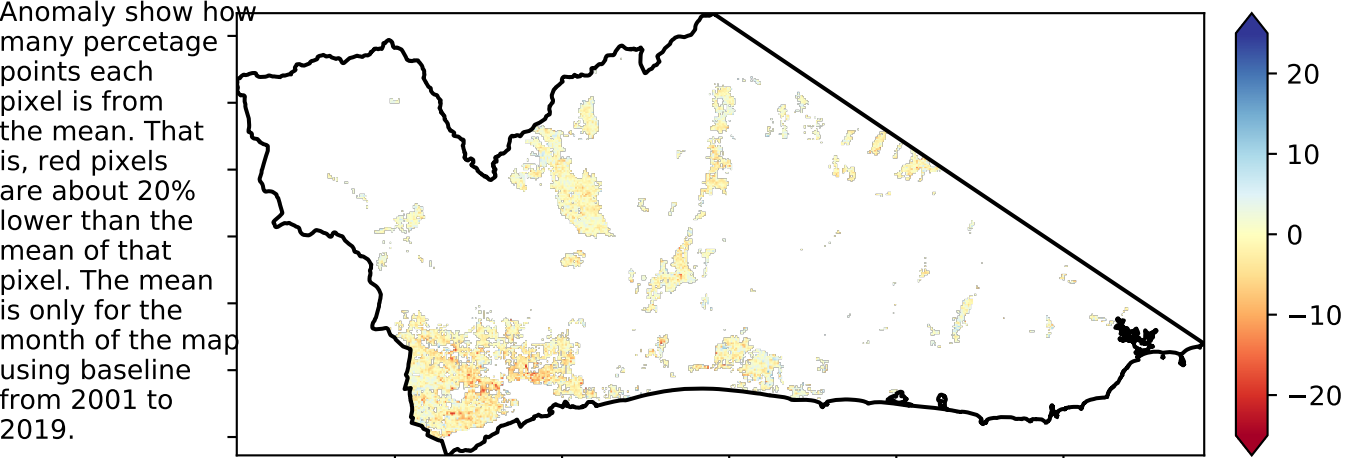 Anomaly show how
many percetage
points each
pixel is from
the mean. That
is, red pixels
are about 20%
lower than the
mean of that
pixel. The mean
is only for the
month of the map
using baseline
from 2001 to
2019.
20
10
0
−10
−20